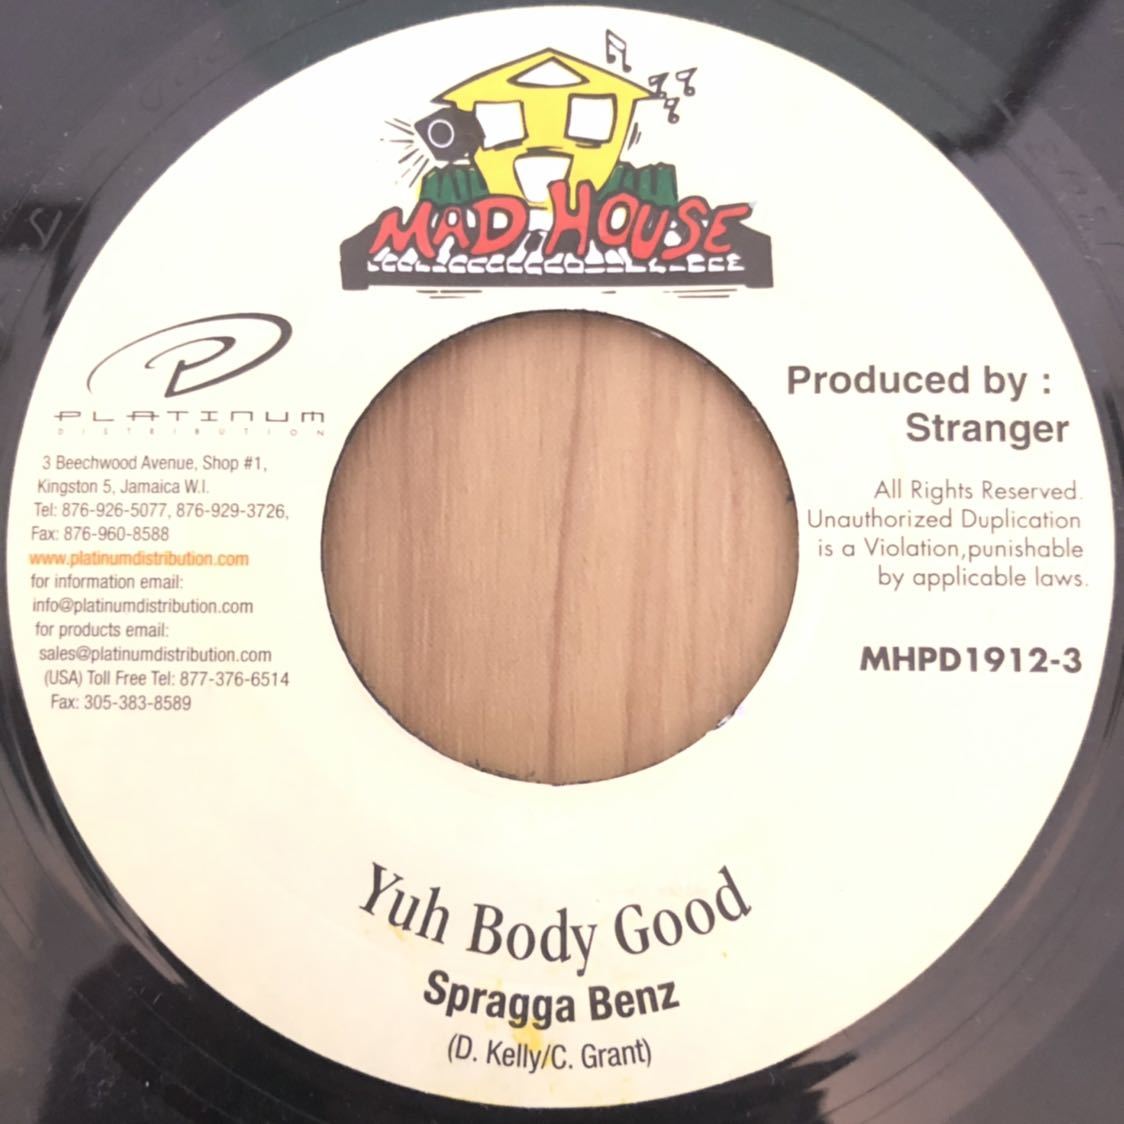 MAD HOUSE
PLATINUM
DISTRIBUTION
3 Beechwood Avenue, Shop #1,
Kingston 5, Jamaica W.I.
Tel: 876-926-5077, 876-929-3726,
Fax: 876-960-8588
www.platinumdistribution.com
for information email:
info@platinumdistribution.com
for products email:
sales@platinumdistribution.com
(USA) Toll Free Tel: 877-376-6514
Fax: 305-383-8589
Produced by :
Stranger
All Rights Reserved.
Unauthorized Duplication
is a Violation,punishable
by applicable laws.
MHPD1912-3
Yuh Body Good
Spragga Benz
(D. Kelly/C. Grant)